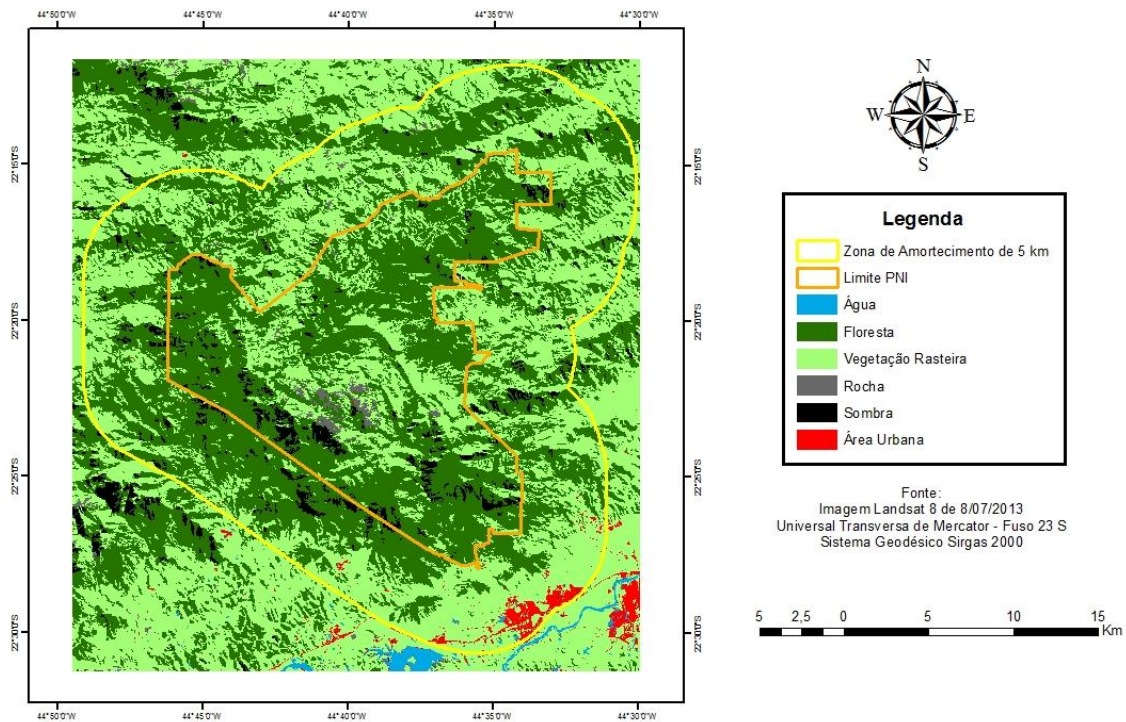 44°50'0"W 44°45'0"W 44°40'0"W 44°35'0"W 44°30'0"W
22°15'0"S 22°15'0"S
22°20'0"S 22°20'0"S
22°25'0"S 22°25'0"S
22°30'0"S 22°30'0"S
44°50'0"W 44°45'0"W 44°40'0"W 44°35'0"W 44°30'0"W
N
W E
S
Legenda
Zona de Amortecimento de 5 km
Limite PNI
Água
Floresta
Vegetação Rasteira
Rocha
Sombra
Área Urbana
Fonte:
Imagem Landsat 8 de 8/07/2013
Universal Transversa de Mercator - Fuso 23 S
Sistema Geodésico Sirgas 2000
5 2,5 0 5 10 15
Km